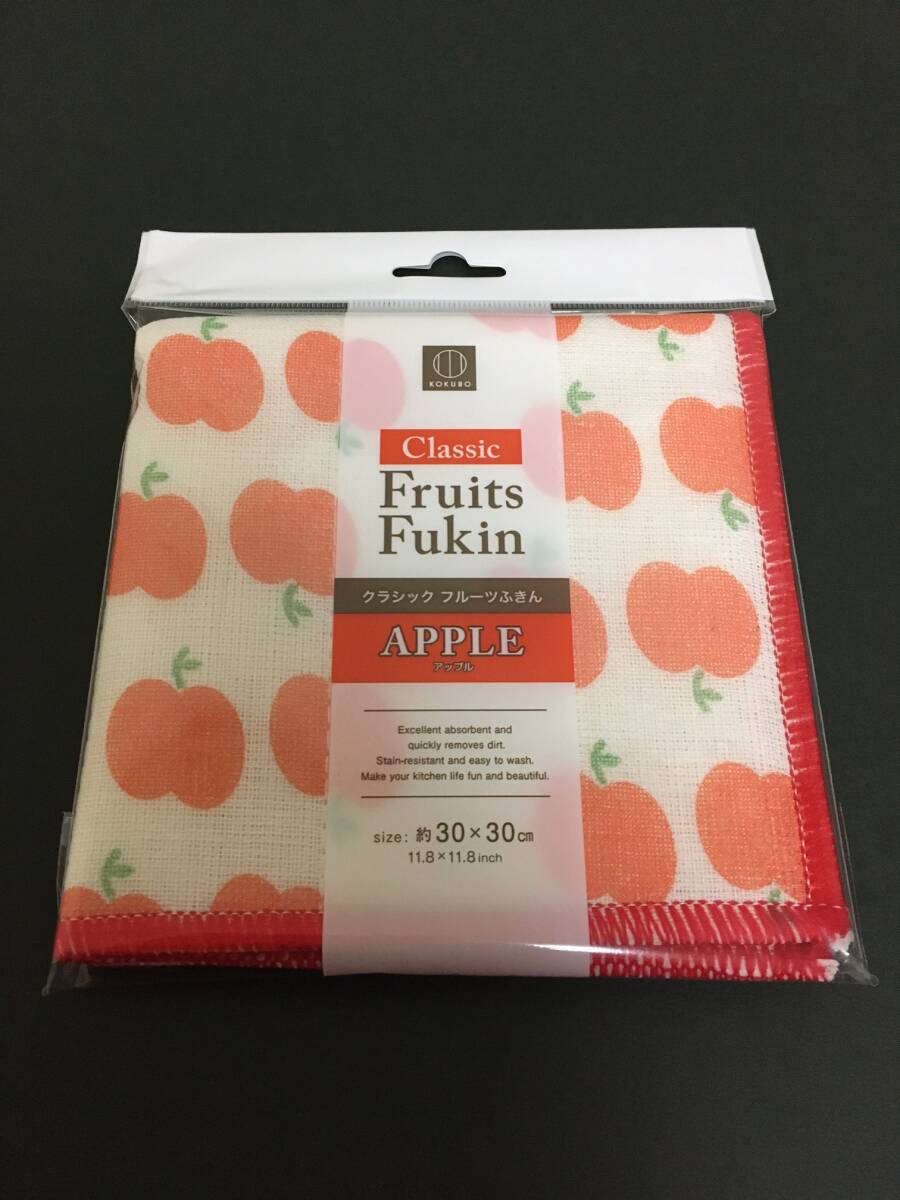 KOKUBO
Classic
Fruits
Fukin
クラシック フルーツふきん
APPLE
アップル
Excellent absorbent and
quickly removes dirt.
Stain-resistant and easy to wash.
Make your kitchen life fun and beautiful.
size: 約30×30cm
11.8×11.8inch